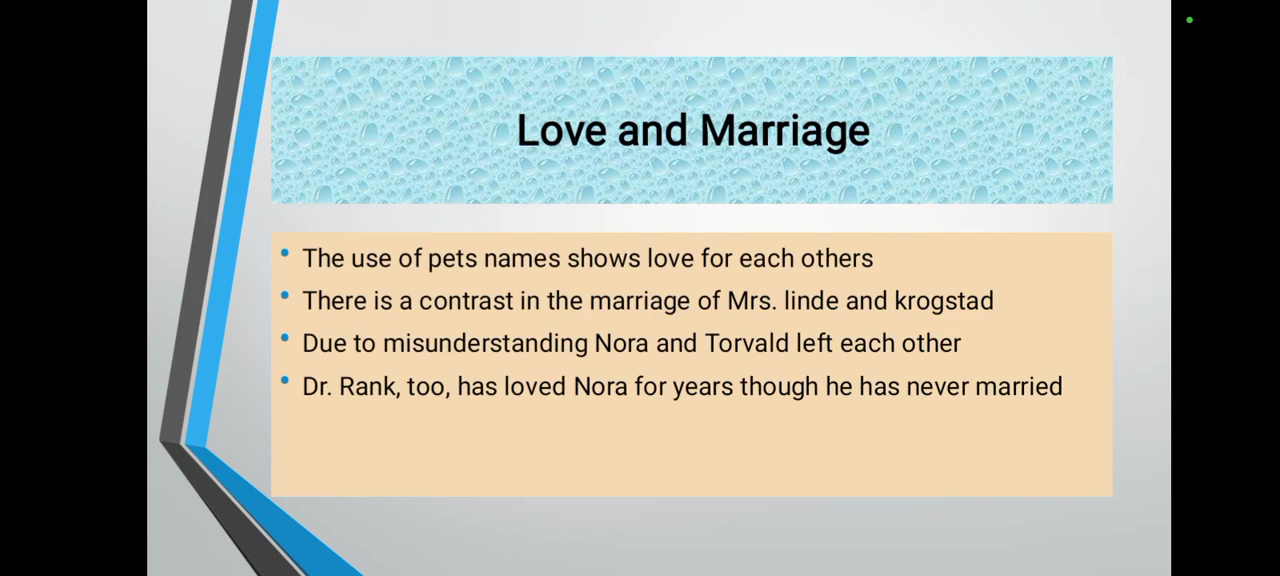 Love and Marriage
• The use of pets names shows love for each others
• There is a contrast in the marriage of Mrs. linde and krogstad
• Due to misunderstanding Nora and Torvald left each other
• Dr. Rank, too, has loved Nora for years though he has never married